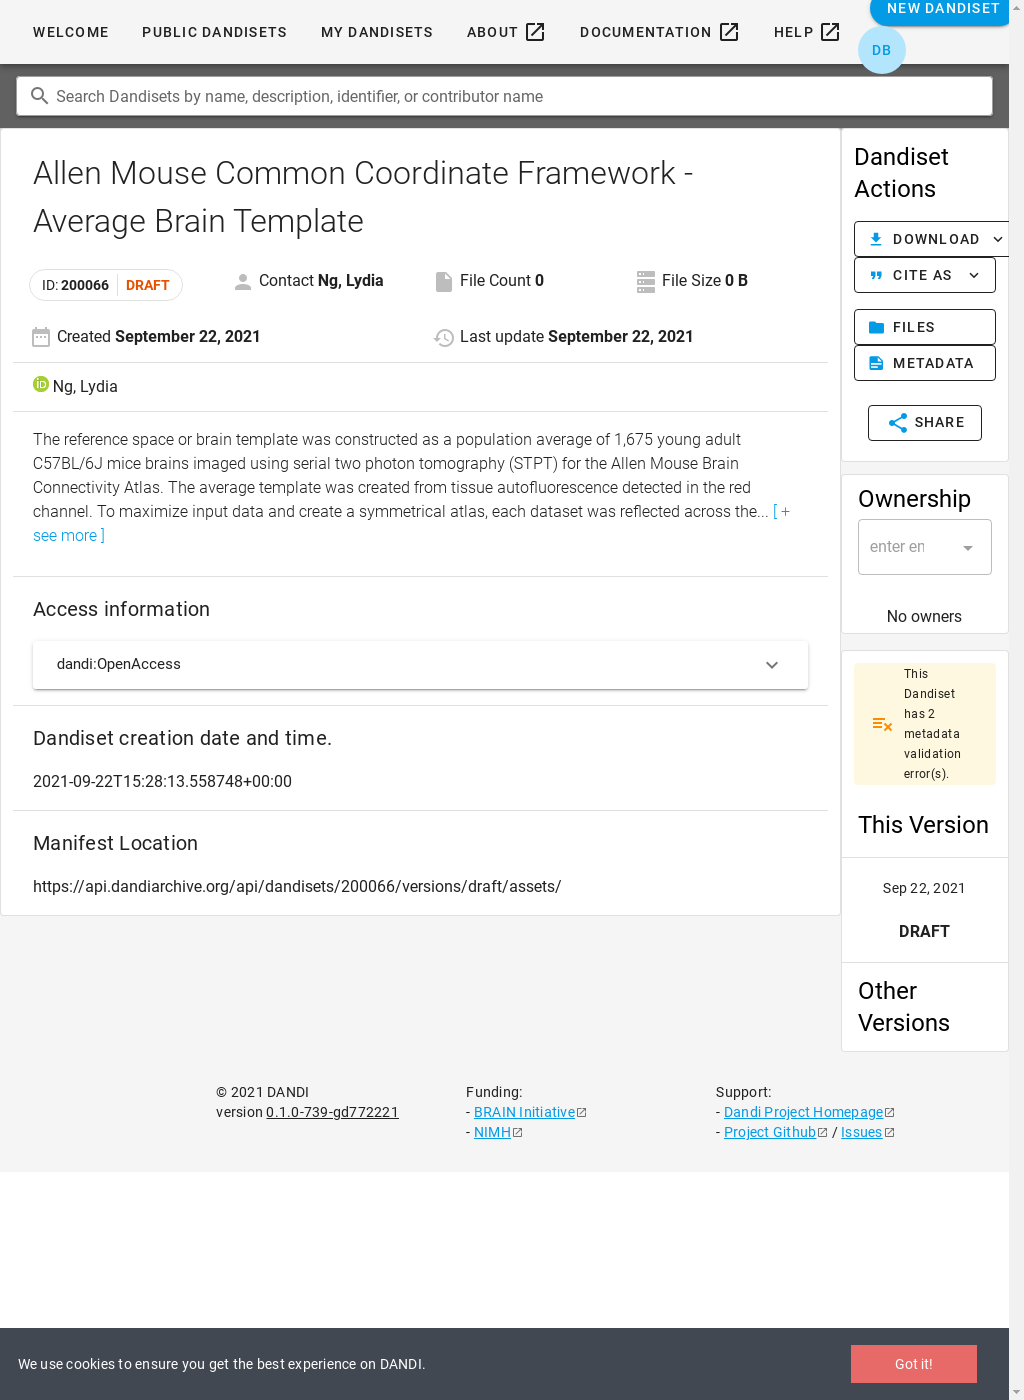 WELCOME
PUBLIC DANDISETS
MY DANDISETS
ABOUT
DOCUMENTATION
HELP
NEW DANDISET
DB
Search Dandisets by name, description, identifier, or contributor name
Allen Mouse Common Coordinate Framework -
Average Brain Template
ID: 200066 DRAFT
Contact Ng, Lydia
File Count 0
File Size 0 B
Created September 22, 2021
Last update September 22, 2021
iD Ng, Lydia
The reference space or brain template was constructed as a population average of 1,675 young adult
C57BL/6J mice brains imaged using serial two photon tomography (STPT) for the Allen Mouse Brain
Connectivity Atlas. The average template was created from tissue autofluorescence detected in the red
channel. To maximize input data and create a symmetrical atlas, each dataset was reflected across the... [ +
see more ]
Access information
dandi:OpenAccess
Dandiset creation date and time.
2021-09-22T15:28:13.558748+00:00
Manifest Location
https://api.dandiarchive.org/api/dandisets/200066/versions/draft/assets/
Dandiset
Actions
DOWNLOAD
CITE AS
FILES
METADATA
SHARE
Ownership
enter en
No owners
This
Dandiset
has 2
metadata
validation
error(s).
This Version
Sep 22, 2021
DRAFT
Other
Versions
© 2021 DANDI
version 0.1.0-739-gd772221
Funding:
- BRAIN Initiative
- NIMH
Support:
- Dandi Project Homepage
- Project Github / Issues
We use cookies to ensure you get the best experience on DANDI.
Got it!